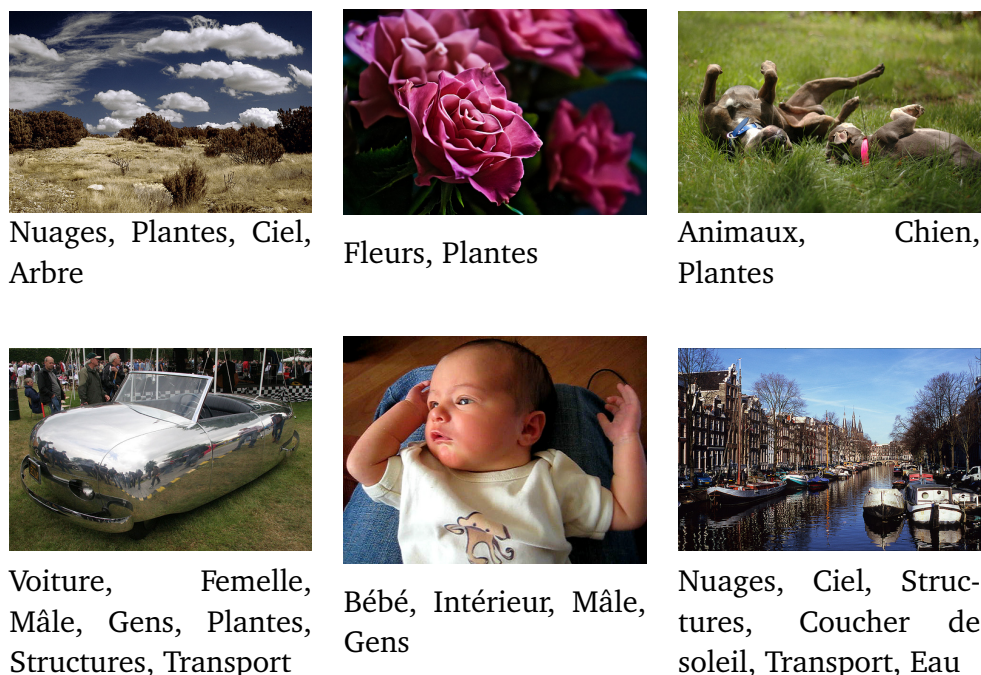 Nuages, Plantes, Ciel,
Arbre
Fleurs, Plantes
Animaux, Chien,
Plantes
Voiture, Femelle,
Mâle, Gens, Plantes,
Structures, Transport
Bébé, Intérieur, Mâle,
Gens
Nuages, Ciel, Struc-
tures, Coucher de
soleil, Transport, Eau